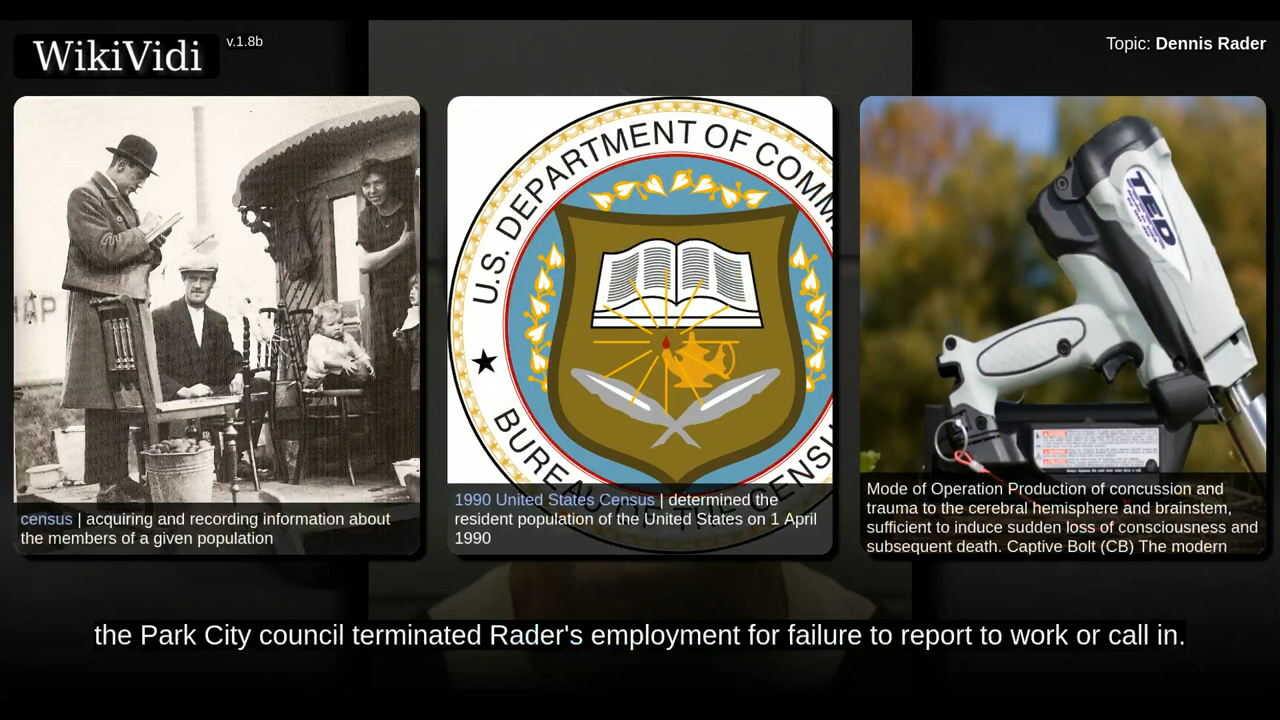 WikiVidi
v.1.8b
Topic: Dennis Rader
U.S. DEPARTMENT OF COMM
BUREAU OF THE CENSU
TED
census | acquiring and recording information about
the members of a given population
1990 United States Census | determined the
resident population of the United States on 1 April
1990
Mode of Operation Production of concussion and
trauma to the cerebral hemisphere and brainstem,
sufficient to induce sudden loss of consciousness and
subsequent death. Captive Bolt (CB) The modern
the Park City council terminated Rader's employment for failure to report to work or call in.